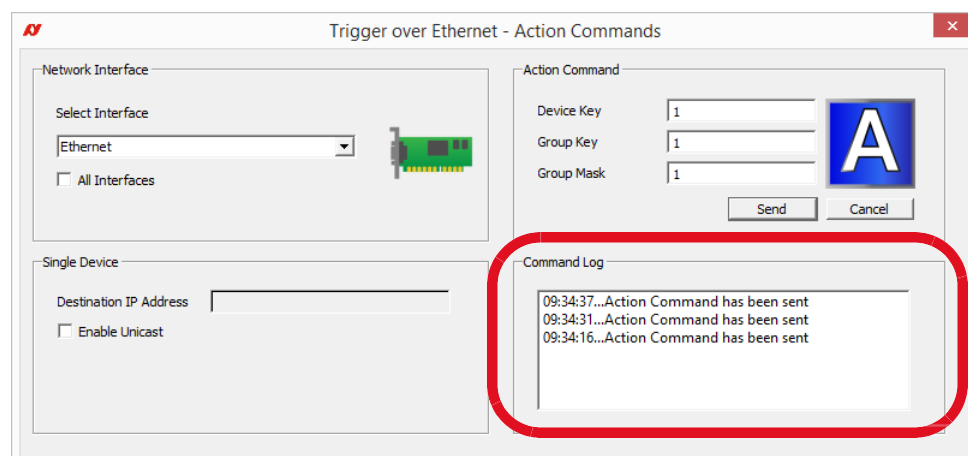 Trigger over Ethernet - Action Commands
Network Interface
Select Interface
Ethernet
All Interfaces
Action Command
Device Key 1
Group Key 1
Group Mask 1
A
Send Cancel
Single Device
Destination IP Address
Enable Unicast
Command Log
09:34:37...Action Command has been sent
09:34:31...Action Command has been sent
09:34:16...Action Command has been sent